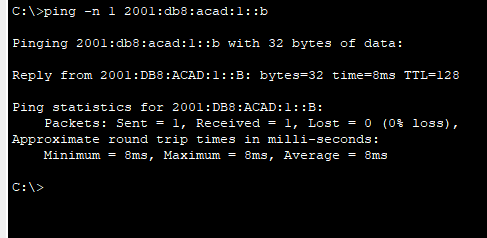 C:\>ping -n 1 2001:db8:acad:1::b
Pinging 2001:db8:acad:1::b with 32 bytes of data:
Reply from 2001:DB8:ACAD:1::B: bytes=32 time=8ms TTL=128
Ping statistics for 2001:DB8:ACAD:1::B:
Packets: Sent = 1, Received = 1, Lost = 0 (0% loss),
Approximate round trip times in milli-seconds:
Minimum = 8ms, Maximum = 8ms, Average = 8ms
C:\>